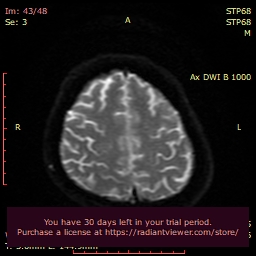 Im: 43/48
Se: 3
A
STP68
STP68
M
Ax DWI B 1000
R
L
You have 30 days left in your trial period.
Purchase a license at https://radiantviewer.com/store/